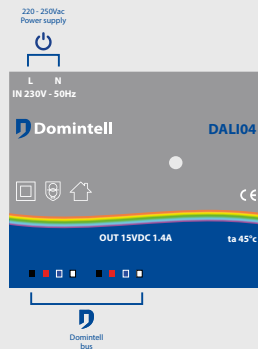 220 - 250Vac
Power supply
L N
IN 230V - 50Hz
Domintell DALI04
CE
OUT 15VDC 1.4A ta 45°c
Domintell
bus